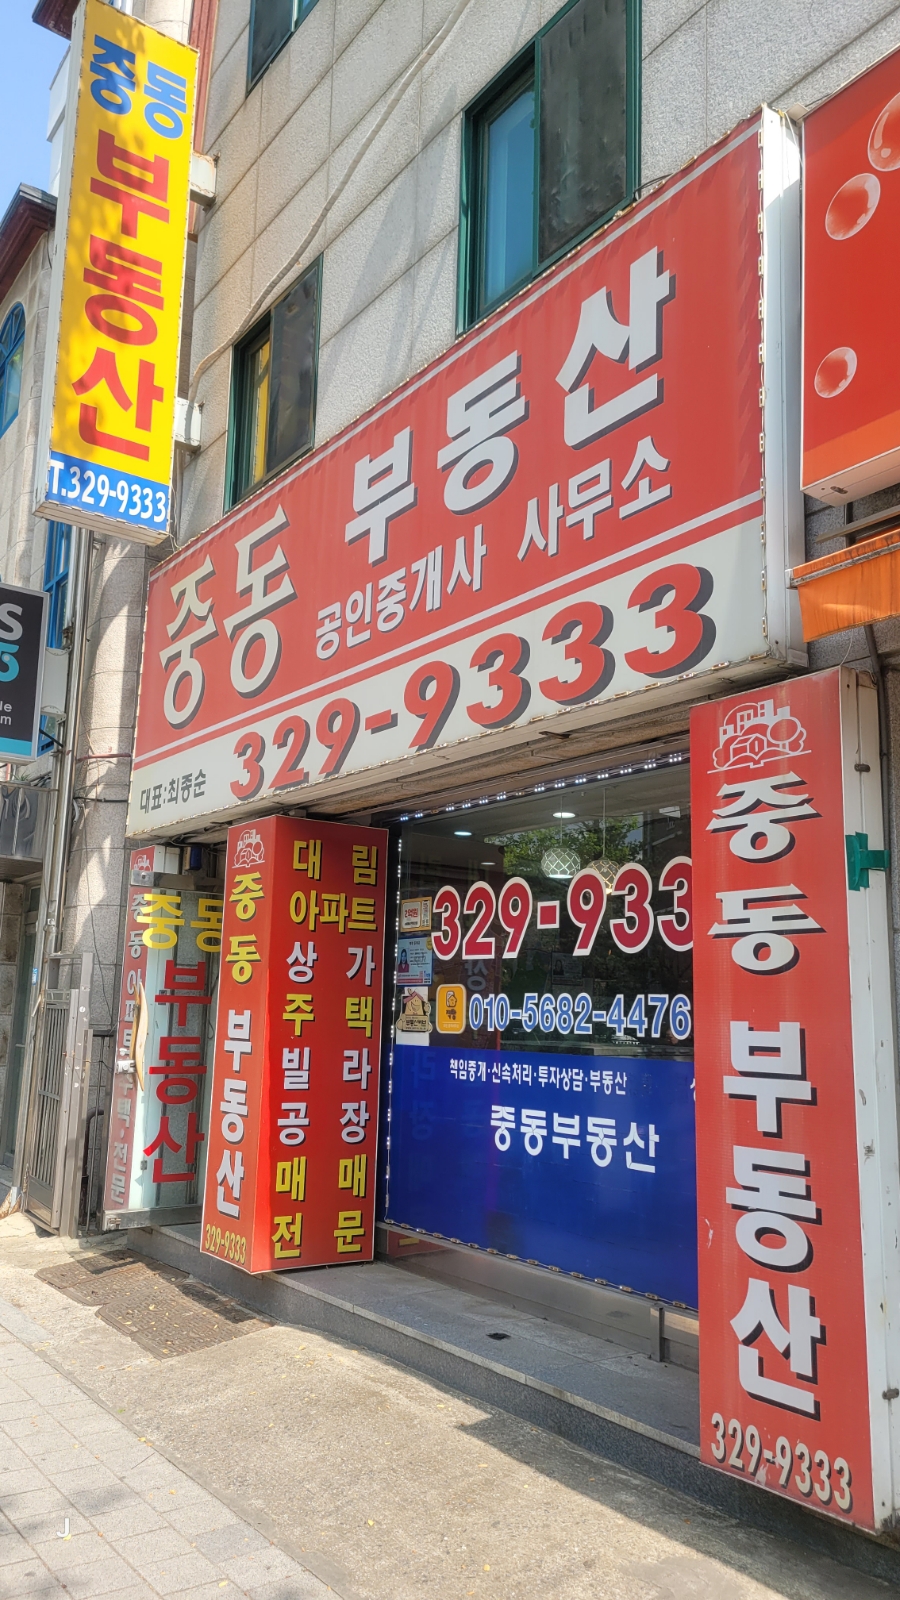 중동
부동산
T.329-9333
중동 부동산
공인중개사 사무소
대표:최종순 329-9333
중동
부동산
중동 부동산
329-9333
대림
아파트
상가
주택
빌라
공장
매매
전문
329-933
010-5682-4476
책임중개·신속처리·투자상담·부동산
중동부동산
중동 부동산
329-9333
J